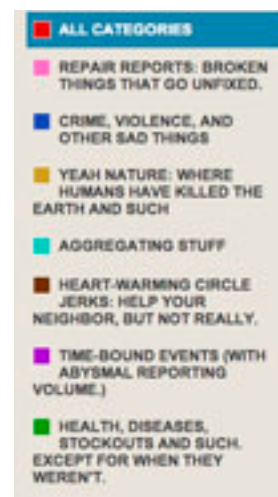 ALL CATEGORIES
REPAIR REPORTS: BROKEN
THINGS THAT GO UNFIXED.
CRIME, VIOLENCE, AND
OTHER SAD THINGS
YEAH NATURE: WHERE
HUMANS HAVE KILLED THE
EARTH AND SUCH
AGGREGATING STUFF
HEART-WARMING CIRCLE
JERKS: HELP YOUR
NEIGHBOR, BUT NOT REALLY.
TIME-BOUND EVENTS (WITH
ABYSMAL REPORTING
VOLUME.)
HEALTH, DISEASES,
STOCKOUTS AND SUCH.
EXCEPT FOR WHEN THEY
WEREN'T.